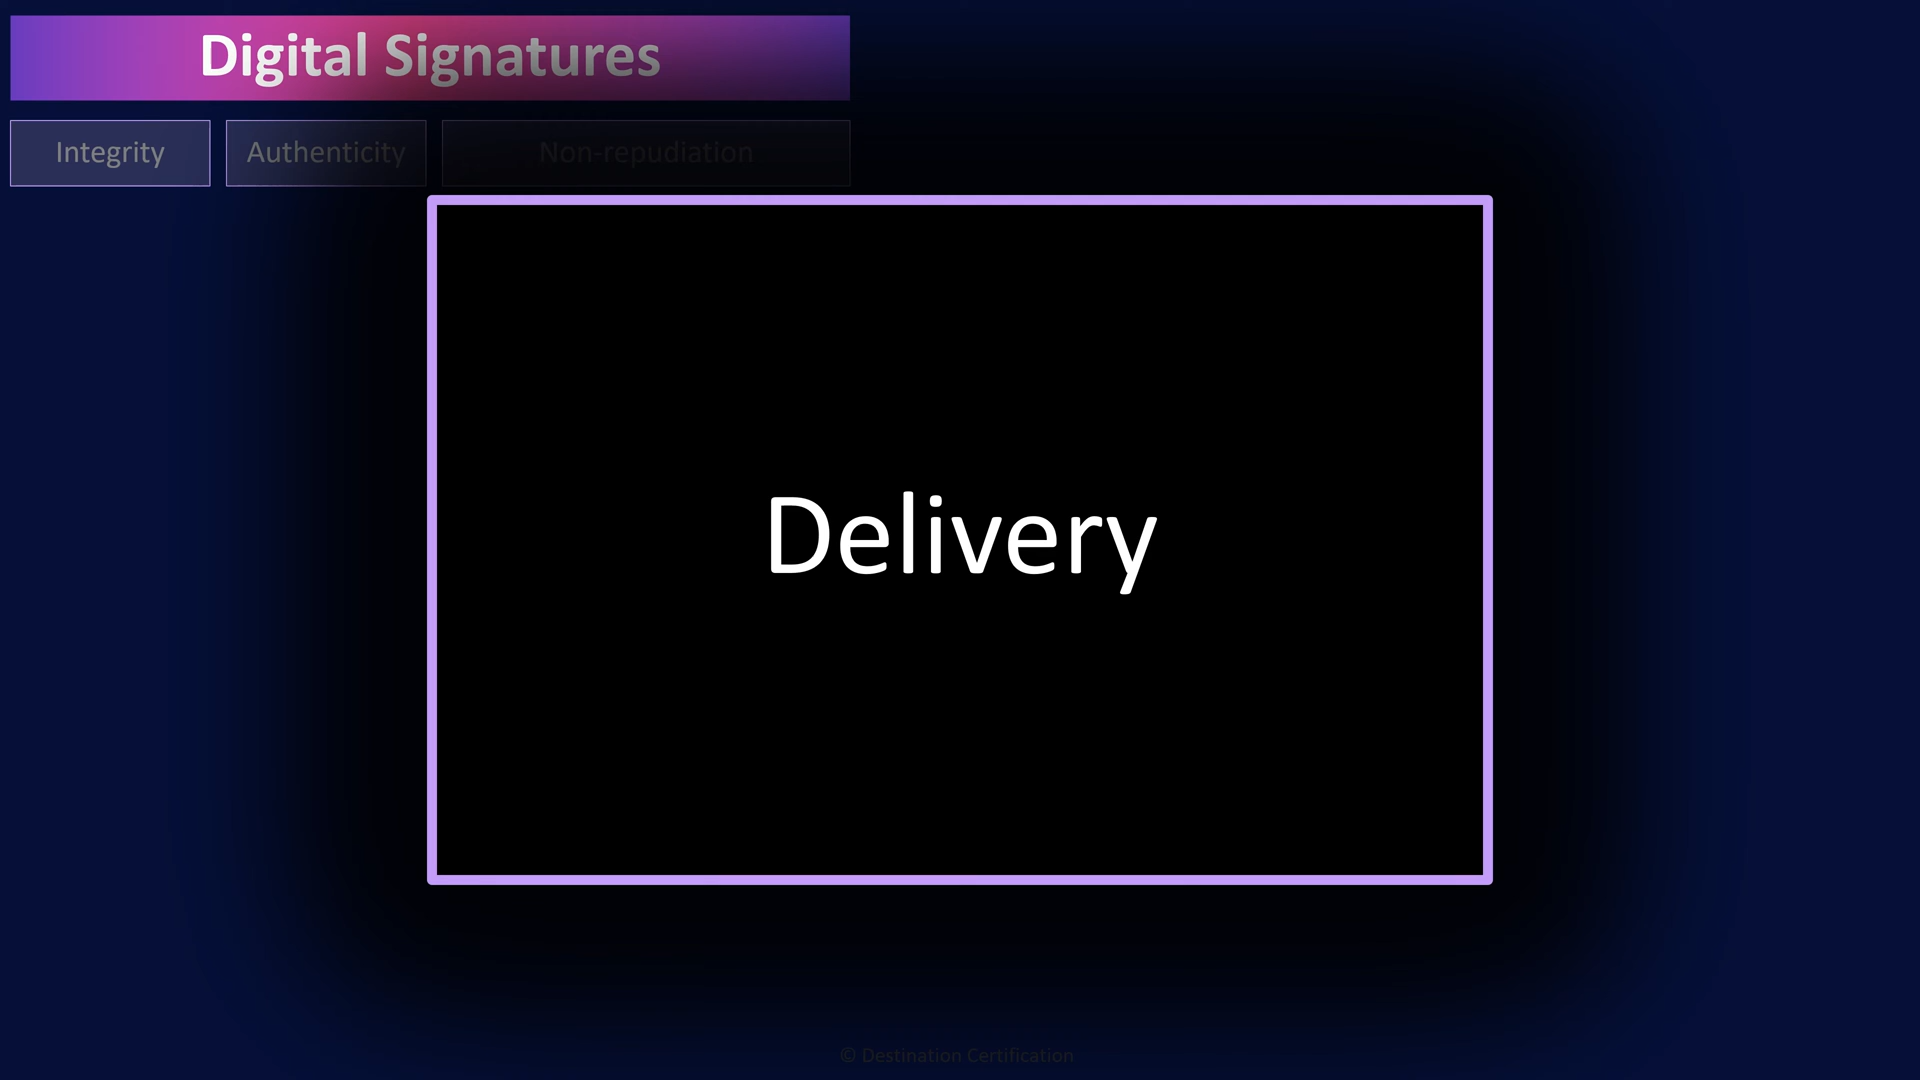 Digital Signatures
Integrity
Authenticity
Non-repudiation
Delivery
© Destination Certification